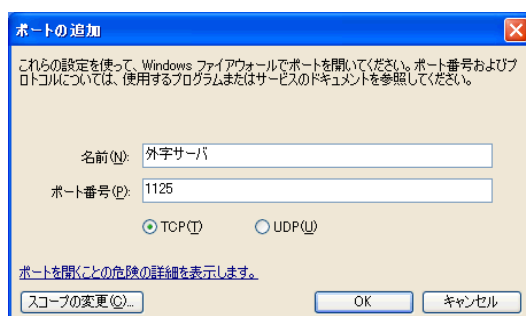 ポートの追加
これらの設定を使って、Windows ファイアウォールでポートを開いてください。ポート番号およびプ
ロトコルについては、使用するプログラムまたはサービスのドキュメントを参照してください。
名前(N): 外字サーバ
ポート番号(P): 1125
TCP(T) UDP(U)
ポートを開くことの危険の詳細を表示します。
スコープの変更(C)... OK キャンセル